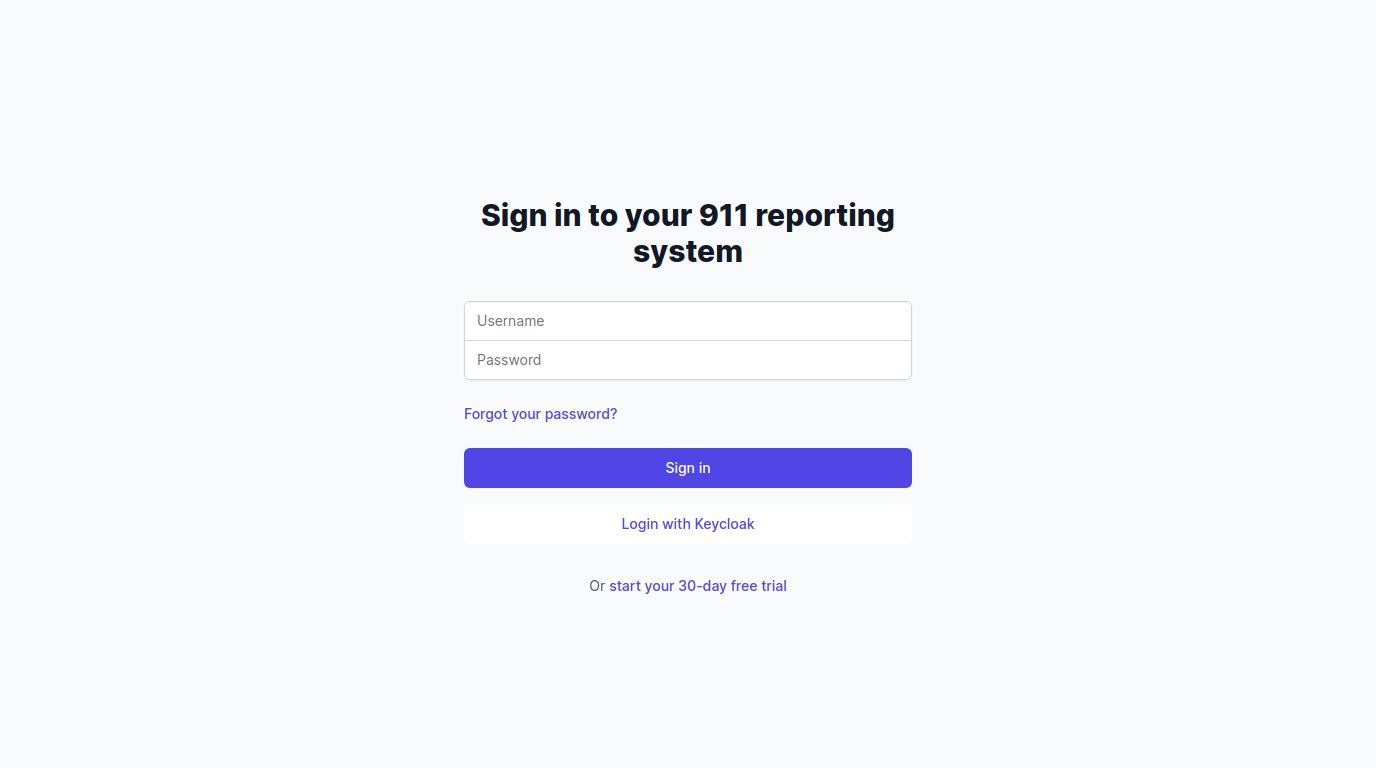 Sign in to your 911 reporting
system
Username
Password
Forgot your password?
Sign in
Login with Keycloak
Or start your 30-day free trial